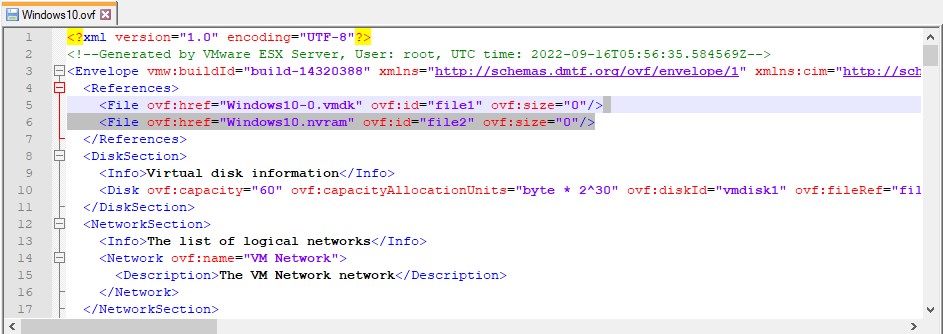 Windows10.ovf
1 <?xml version="1.0" encoding="UTF-8"?>
2 <!--Generated by VMware ESX Server, User: root, UTC time: 2022-09-16T05:56:35.584569Z-->
3 <Envelope vmw:buildId="build-14320388" xmlns="http://schemas.dmtf.org/ovf/envelope/1" xmlns:cim="http://sch
4 <References>
5 <File ovf:href="Windows10-0.vmdk" ovf:id="file1" ovf:size="0"/>
6 <File ovf:href="Windows10.nvram" ovf:id="file2" ovf:size="0"/>
7 </References>
8 <DiskSection>
9 <Info>Virtual disk information</Info>
10 <Disk ovf:capacity="60" ovf:capacityAllocationUnits="byte * 2^30" ovf:diskId="vmdisk1" ovf:fileRef="fil
11 </DiskSection>
12 <NetworkSection>
13 <Info>The list of logical networks</Info>
14 <Network ovf:name="VM Network">
15 <Description>The VM Network network</Description>
16 </Network>
17 </NetworkSection>